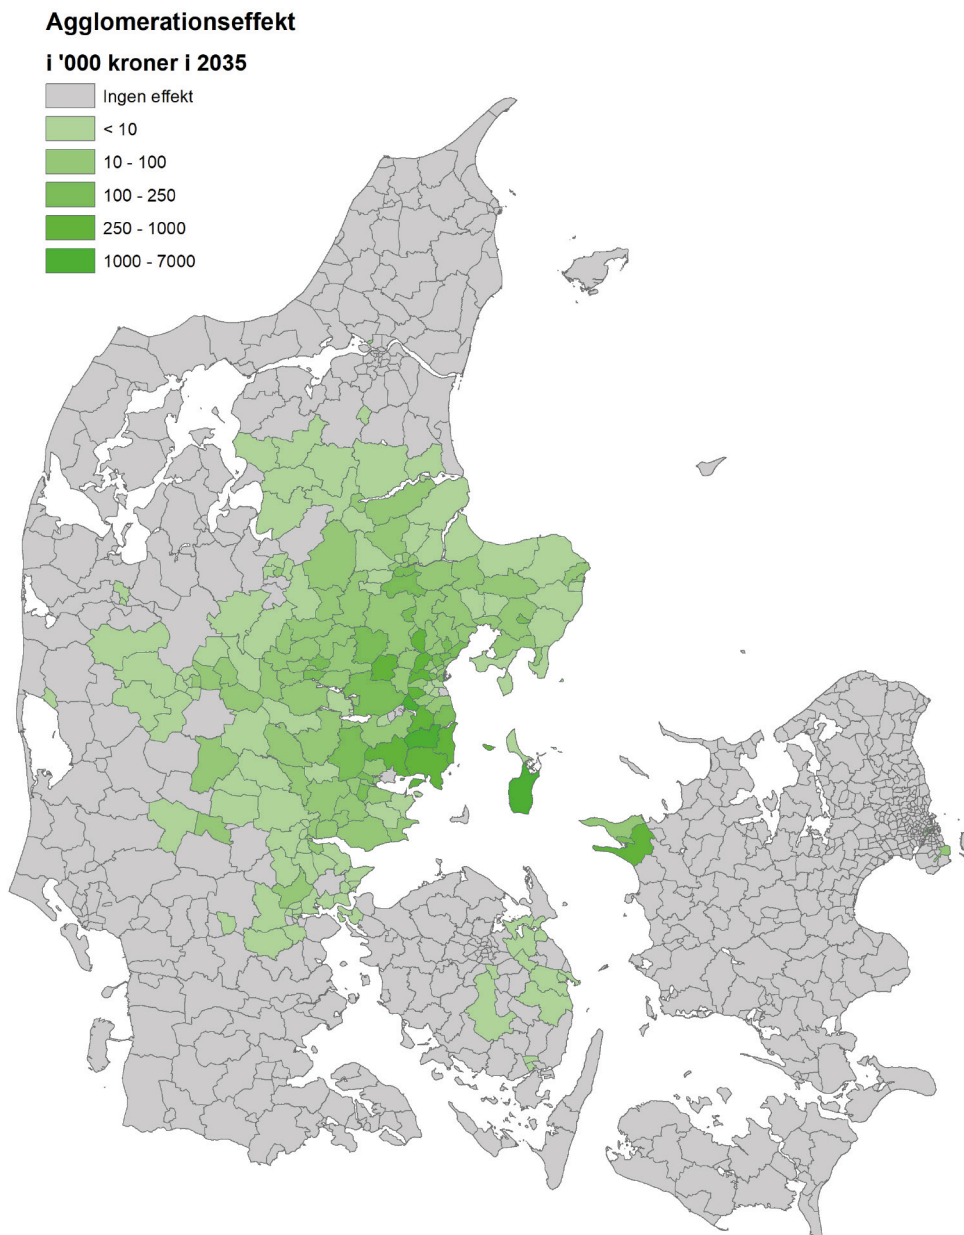 Agglomerationseffekt
i '000 kroner i 2035
Ingen effekt
< 10
10 - 100
100 - 250
250 - 1000
1000 - 7000